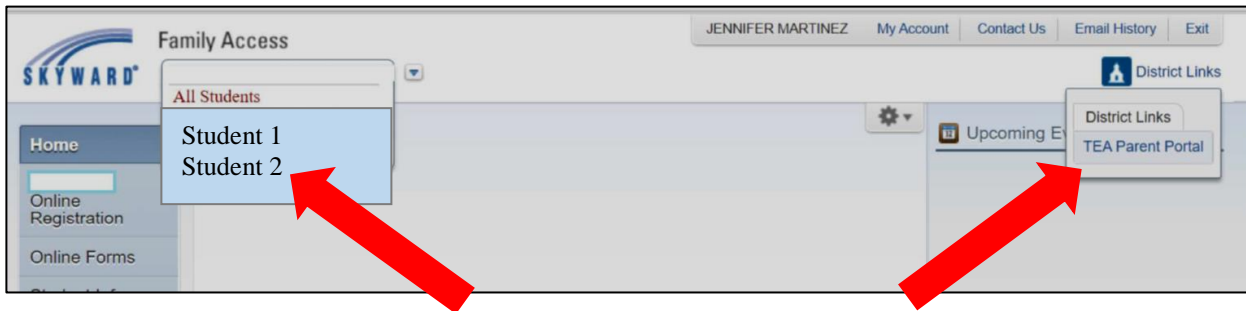 JENNIFER MARTINEZ My Account Contact Us Email History Exit
SKYWARD®
Family Access
District Links
All Students
Student 1
Student 2
Home
Online
Registration
Online Forms
Upcoming
District Links
TEA Parent Portal